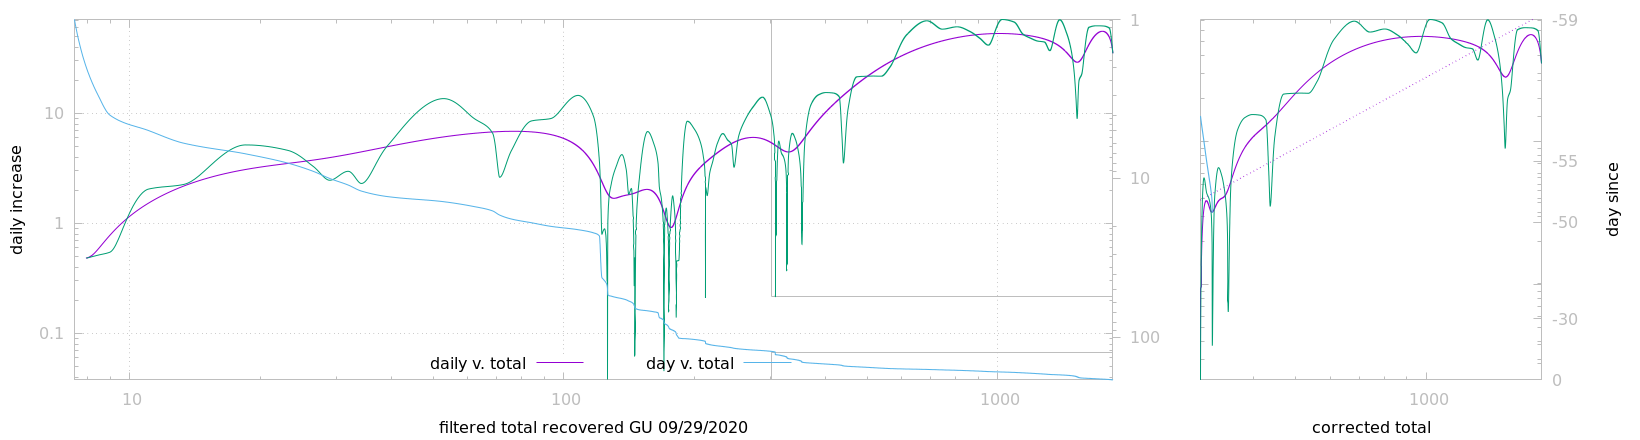 daily increase
10
1
0.1
1
10
100
daily v. total
day v. total
10
100
1000
filtered total recovered GU 09/29/2020
-59
-55
-50
-30
0
day since
1000
corrected total